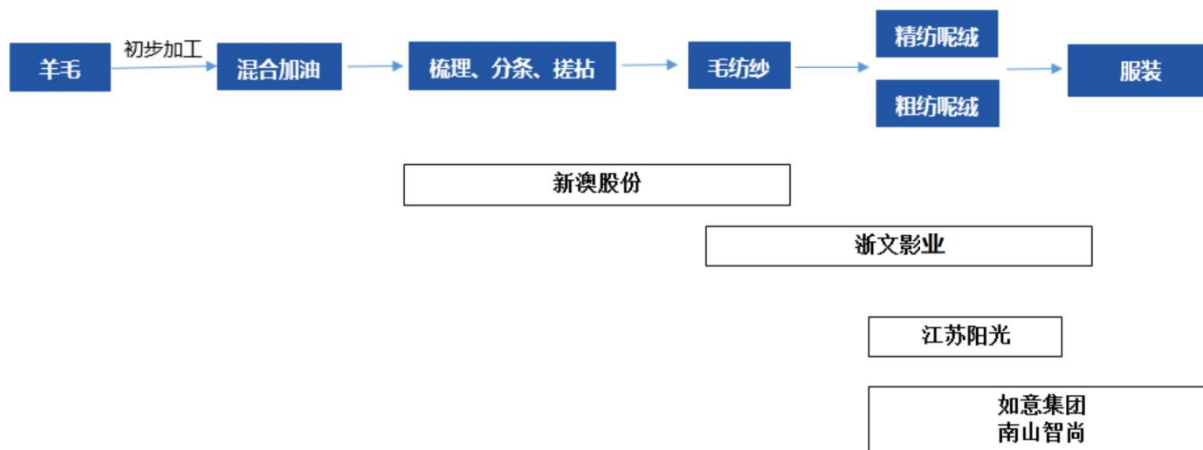 羊毛
初步加工
混合加油
梳理、分条、搓拈
毛纺纱
精纺呢绒
粗纺呢绒
服装
新澳股份
浙文影业
江苏阳光
如意集团
南山智尚